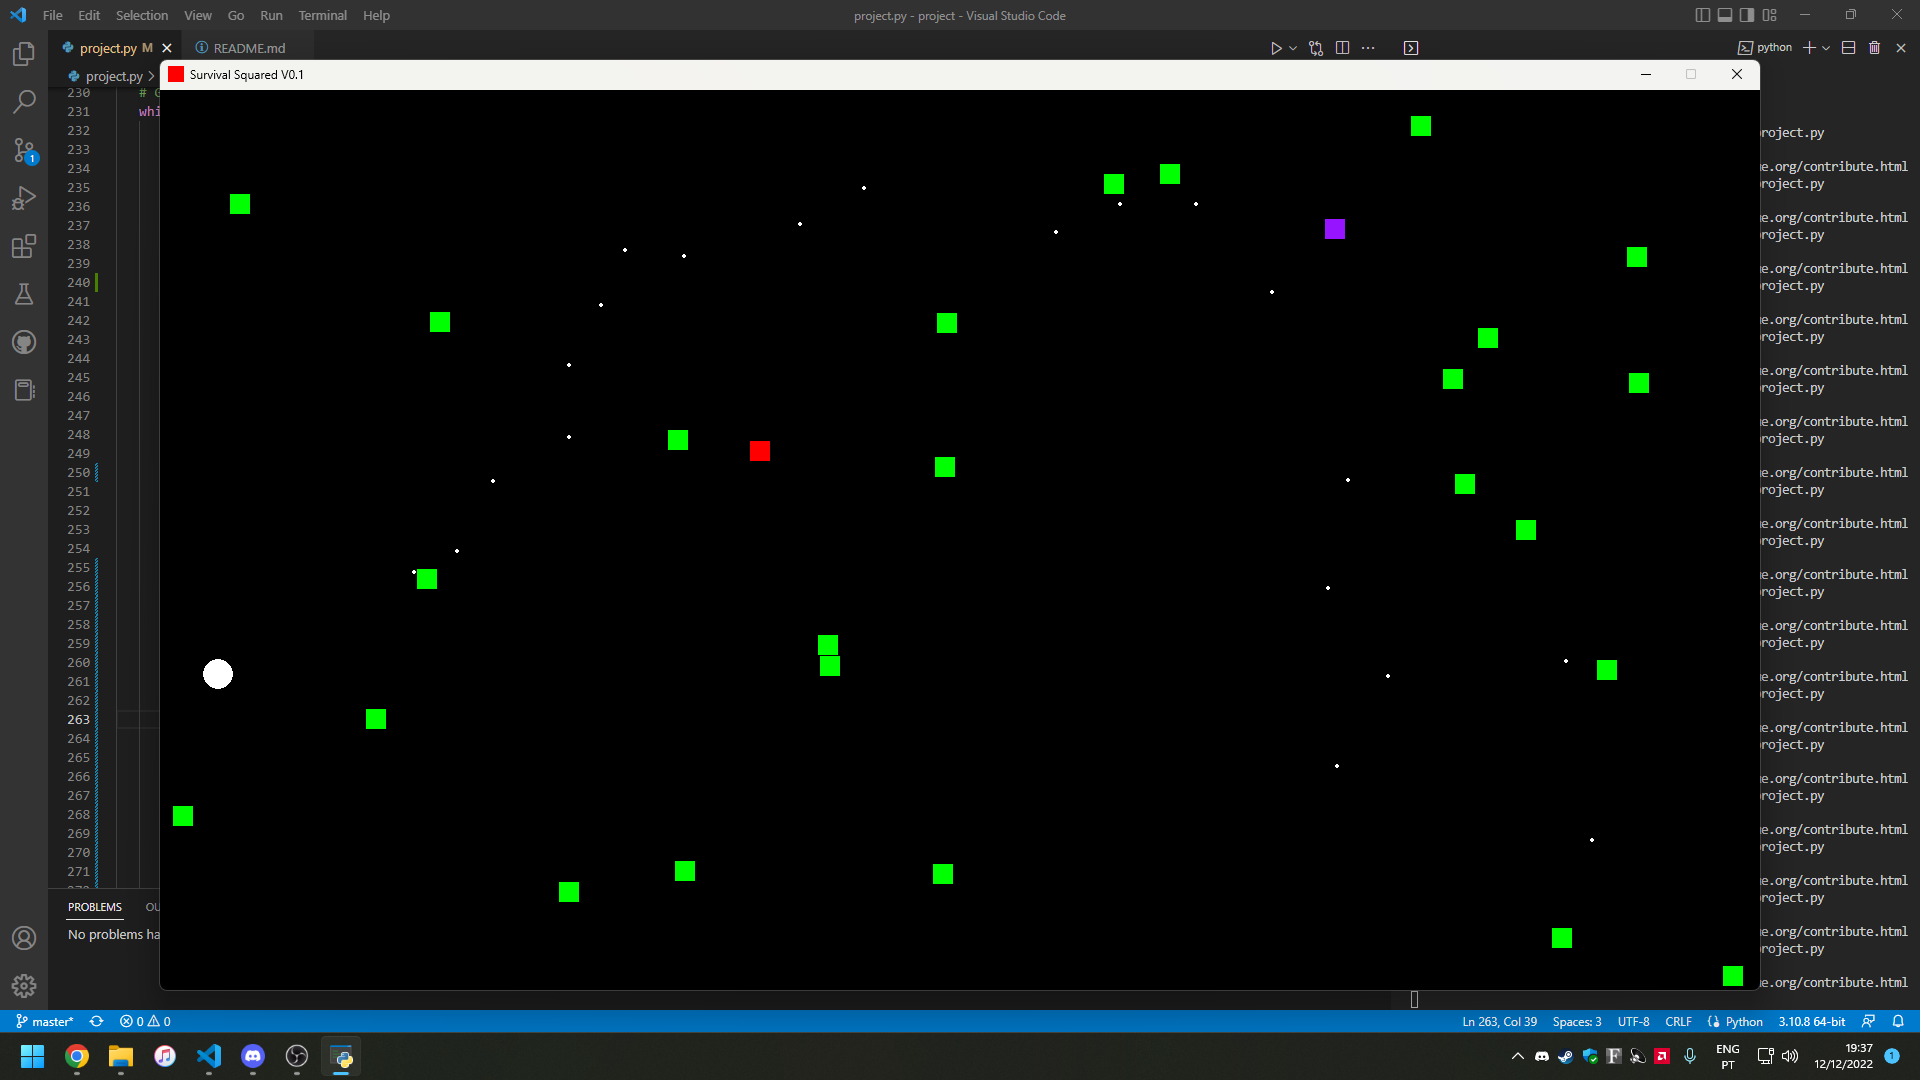 File Edit Selection View Go Run Terminal Help
project.py - project - Visual Studio Code
project.py M
README.md
python
project.py
Survival Squared V0.1
230
231 whi
232
233
234
235
236
237
238
239
240
241
242
243
244
245
246
247
248
249
250
251
252
253
254
255
256
257
258
259
260
261
262
263
264
265
266
267
268
269
270
271
roject.py
e.org/contribute.html
roject.py
e.org/contribute.html
roject.py
e.org/contribute.html
roject.py
e.org/contribute.html
roject.py
e.org/contribute.html
roject.py
e.org/contribute.html
roject.py
e.org/contribute.html
roject.py
e.org/contribute.html
roject.py
e.org/contribute.html
roject.py
e.org/contribute.html
roject.py
e.org/contribute.html
roject.py
e.org/contribute.html
roject.py
e.org/contribute.html
roject.py
e.org/contribute.html
roject.py
e.org/contribute.html
roject.py
e.org/contribute.html
roject.py
e.org/contribute.html
PROBLEMS OU
No problems ha
1
master* 0 0
Ln 263, Col 39 Spaces: 3 UTF-8 CRLF Python 3.10.8 64-bit
ENG
PT
19:37
12/12/2022
1